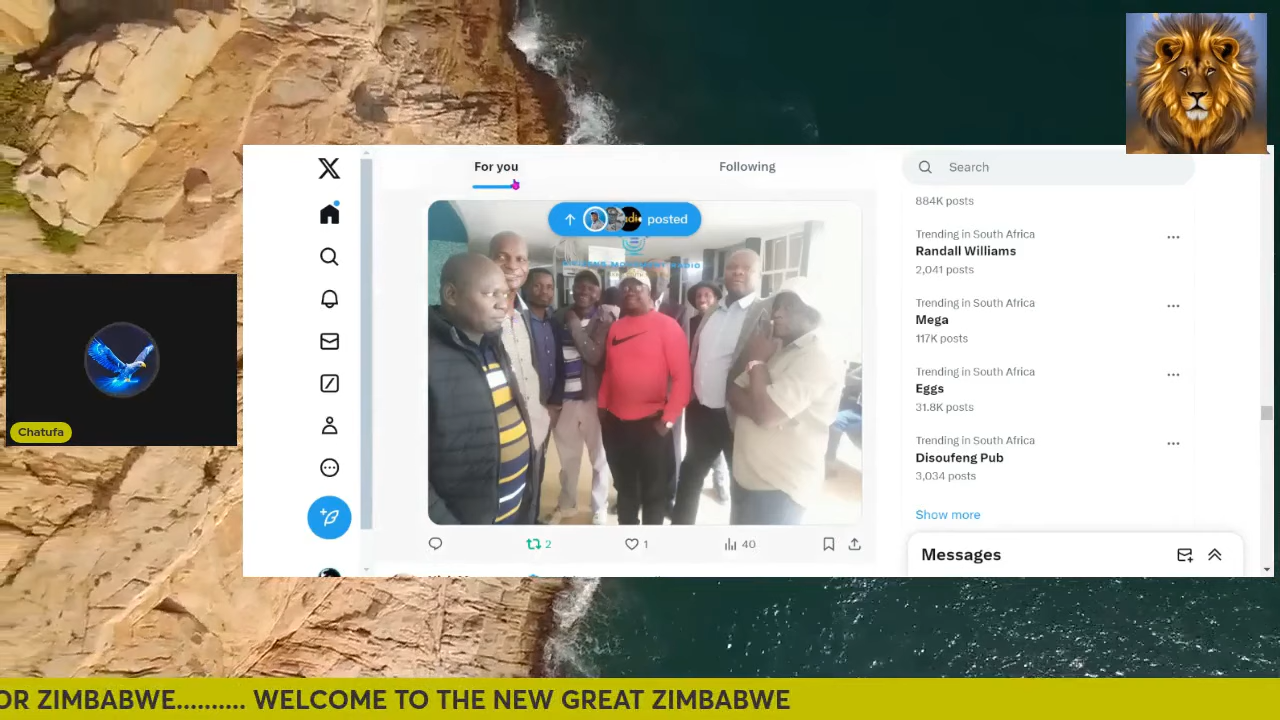 For you
Following
Search
posted
884K posts
Trending in South Africa
Randall Williams
2,041 posts
Trending in South Africa
Mega
117K posts
Trending in South Africa
Eggs
31.8K posts
Trending in South Africa
Disoufeng Pub
3,034 posts
Show more
2
1
40
Messages
Chatufa
OR ZIMBABWE.......... WELCOME TO THE NEW GREAT ZIMBABWE